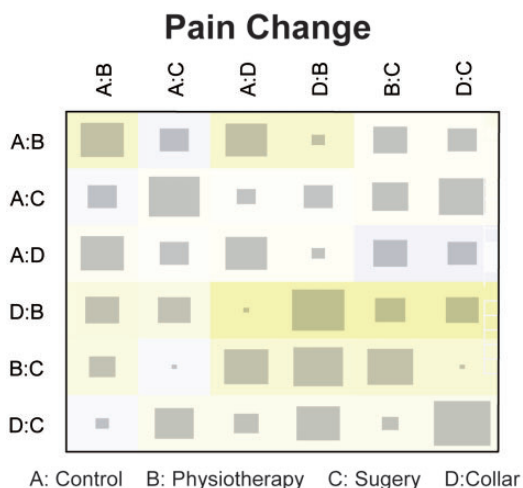 Pain Change
A:B A:C A:D D:B B:C D:C
A:B
A:C
A:D
D:B
B:C
D:C
A: Control B: Physiotherapy C: Sugery D:Collar